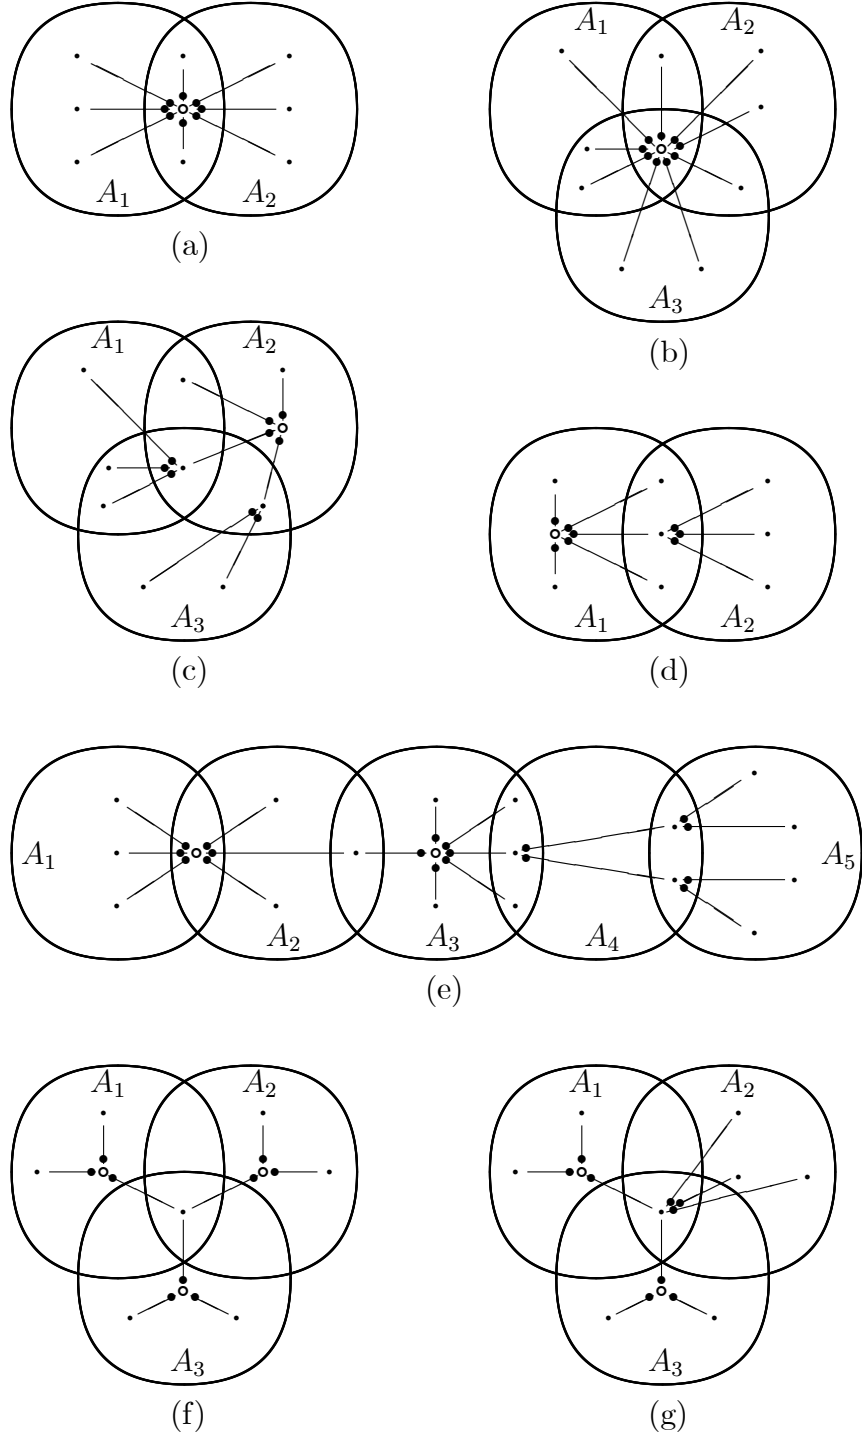 A₁ A₂
(a)
A₁ A₂
A₃
(b)
A₁ A₂
A₃
(c)
A₁ A₂
(d)
A₁ A₂ A₃ A₄ A₅
(e)
A₁ A₂
A₃
(f)
A₁ A₂
A₃
(g)